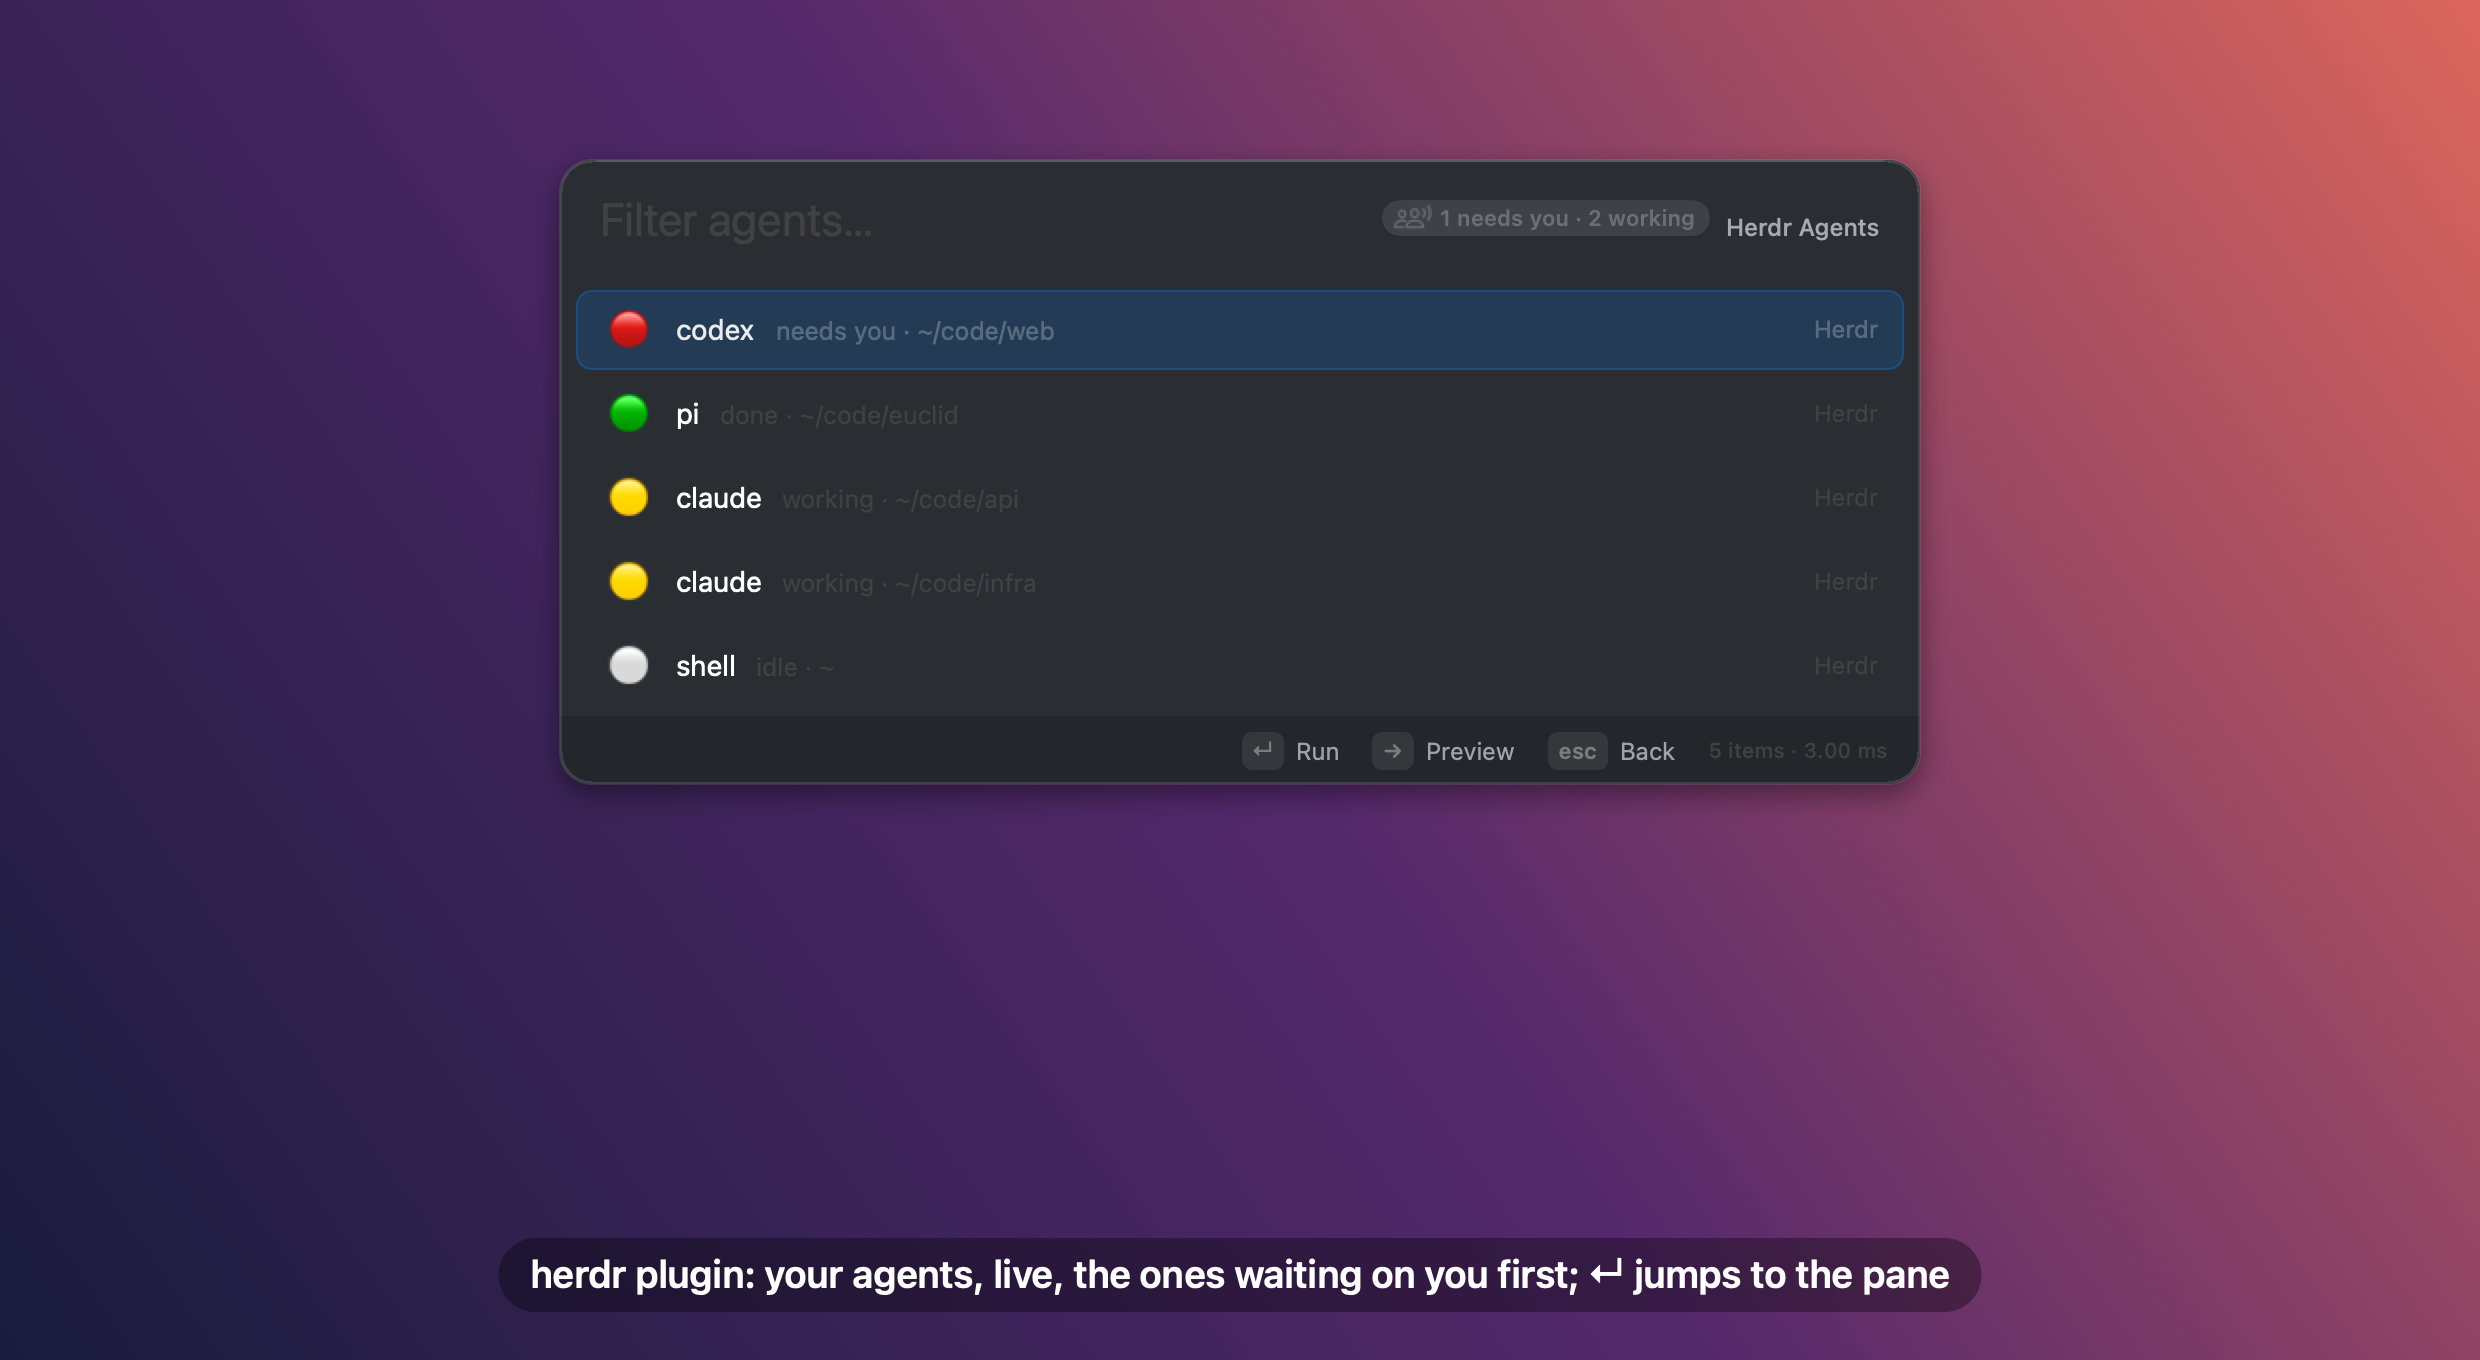 Filter agents...
1 needs you · 2 working
Herdr Agents
codex needs you · ~/code/web Herdr
pi done · ~/code/euclid Herdr
claude working · ~/code/api Herdr
claude working · ~/code/infra Herdr
shell idle · ~ Herdr
↵ Run → Preview esc Back 5 items · 3.00 ms
herdr plugin: your agents, live, the ones waiting on you first; ↵ jumps to the pane